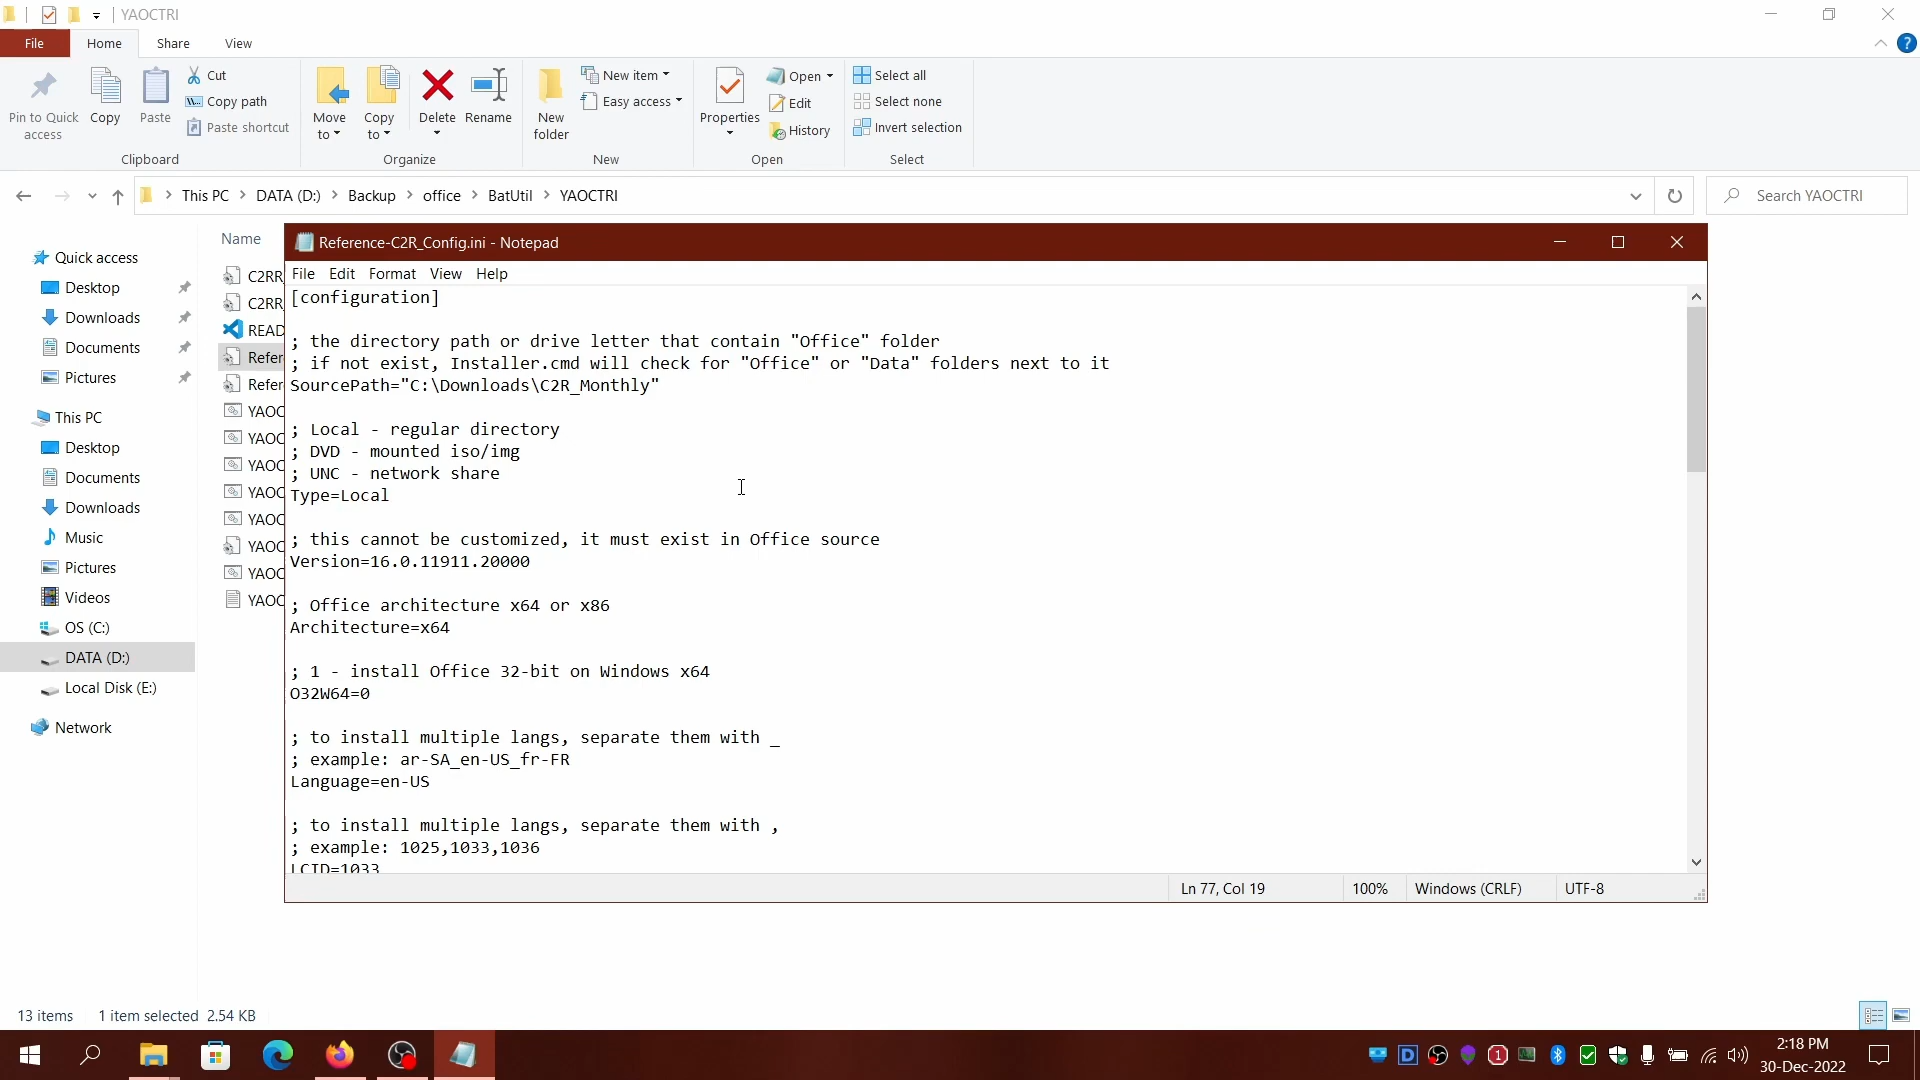 YAOCTRI
File
Home
Share
View
Pin to Quick access
Copy
Paste
Cut
Copy path
Paste shortcut
Clipboard
Move to
Copy to
Delete
Rename
Organize
New folder
New item
Easy access
New
Properties
Open
Edit
History
Open
Select all
Select none
Invert selection
Select
This PC
DATA (D:)
Backup
office
BatUtil
YAOCTRI
Search YAOCTRI
Quick access
Desktop
Downloads
Documents
Pictures
This PC
Desktop
Documents
Downloads
Music
Pictures
Videos
OS (C:)
DATA (D:)
Local Disk (E:)
Network
Name
C2RR
C2RR
READ
Refer
Refer
YAOC
YAOC
YAOC
YAOC
YAOC
YAOC
YAOC
YAOC
Reference-C2R_Config.ini - Notepad
File Edit Format View Help
[configuration]
; the directory path or drive letter that contain "Office" folder
; if not exist, Installer.cmd will check for "Office" or "Data" folders next to it
SourcePath="C:\Downloads\C2R_Monthly"
; Local - regular directory
; DVD - mounted iso/img
; UNC - network share
Type=Local
; this cannot be customized, it must exist in Office source
Version=16.0.11911.20000
; Office architecture x64 or x86
Architecture=x64
; 1 - install Office 32-bit on Windows x64
O32W64=0
; to install multiple langs, separate them with _
; example: ar-SA_en-US_fr-FR
Language=en-US
; to install multiple langs, separate them with ,
; example: 1025,1033,1036
LCID=1033
Ln 77, Col 19
100%
Windows (CRLF)
UTF-8
13 items
1 item selected 2.54 KB
2:18 PM
30-Dec-2022